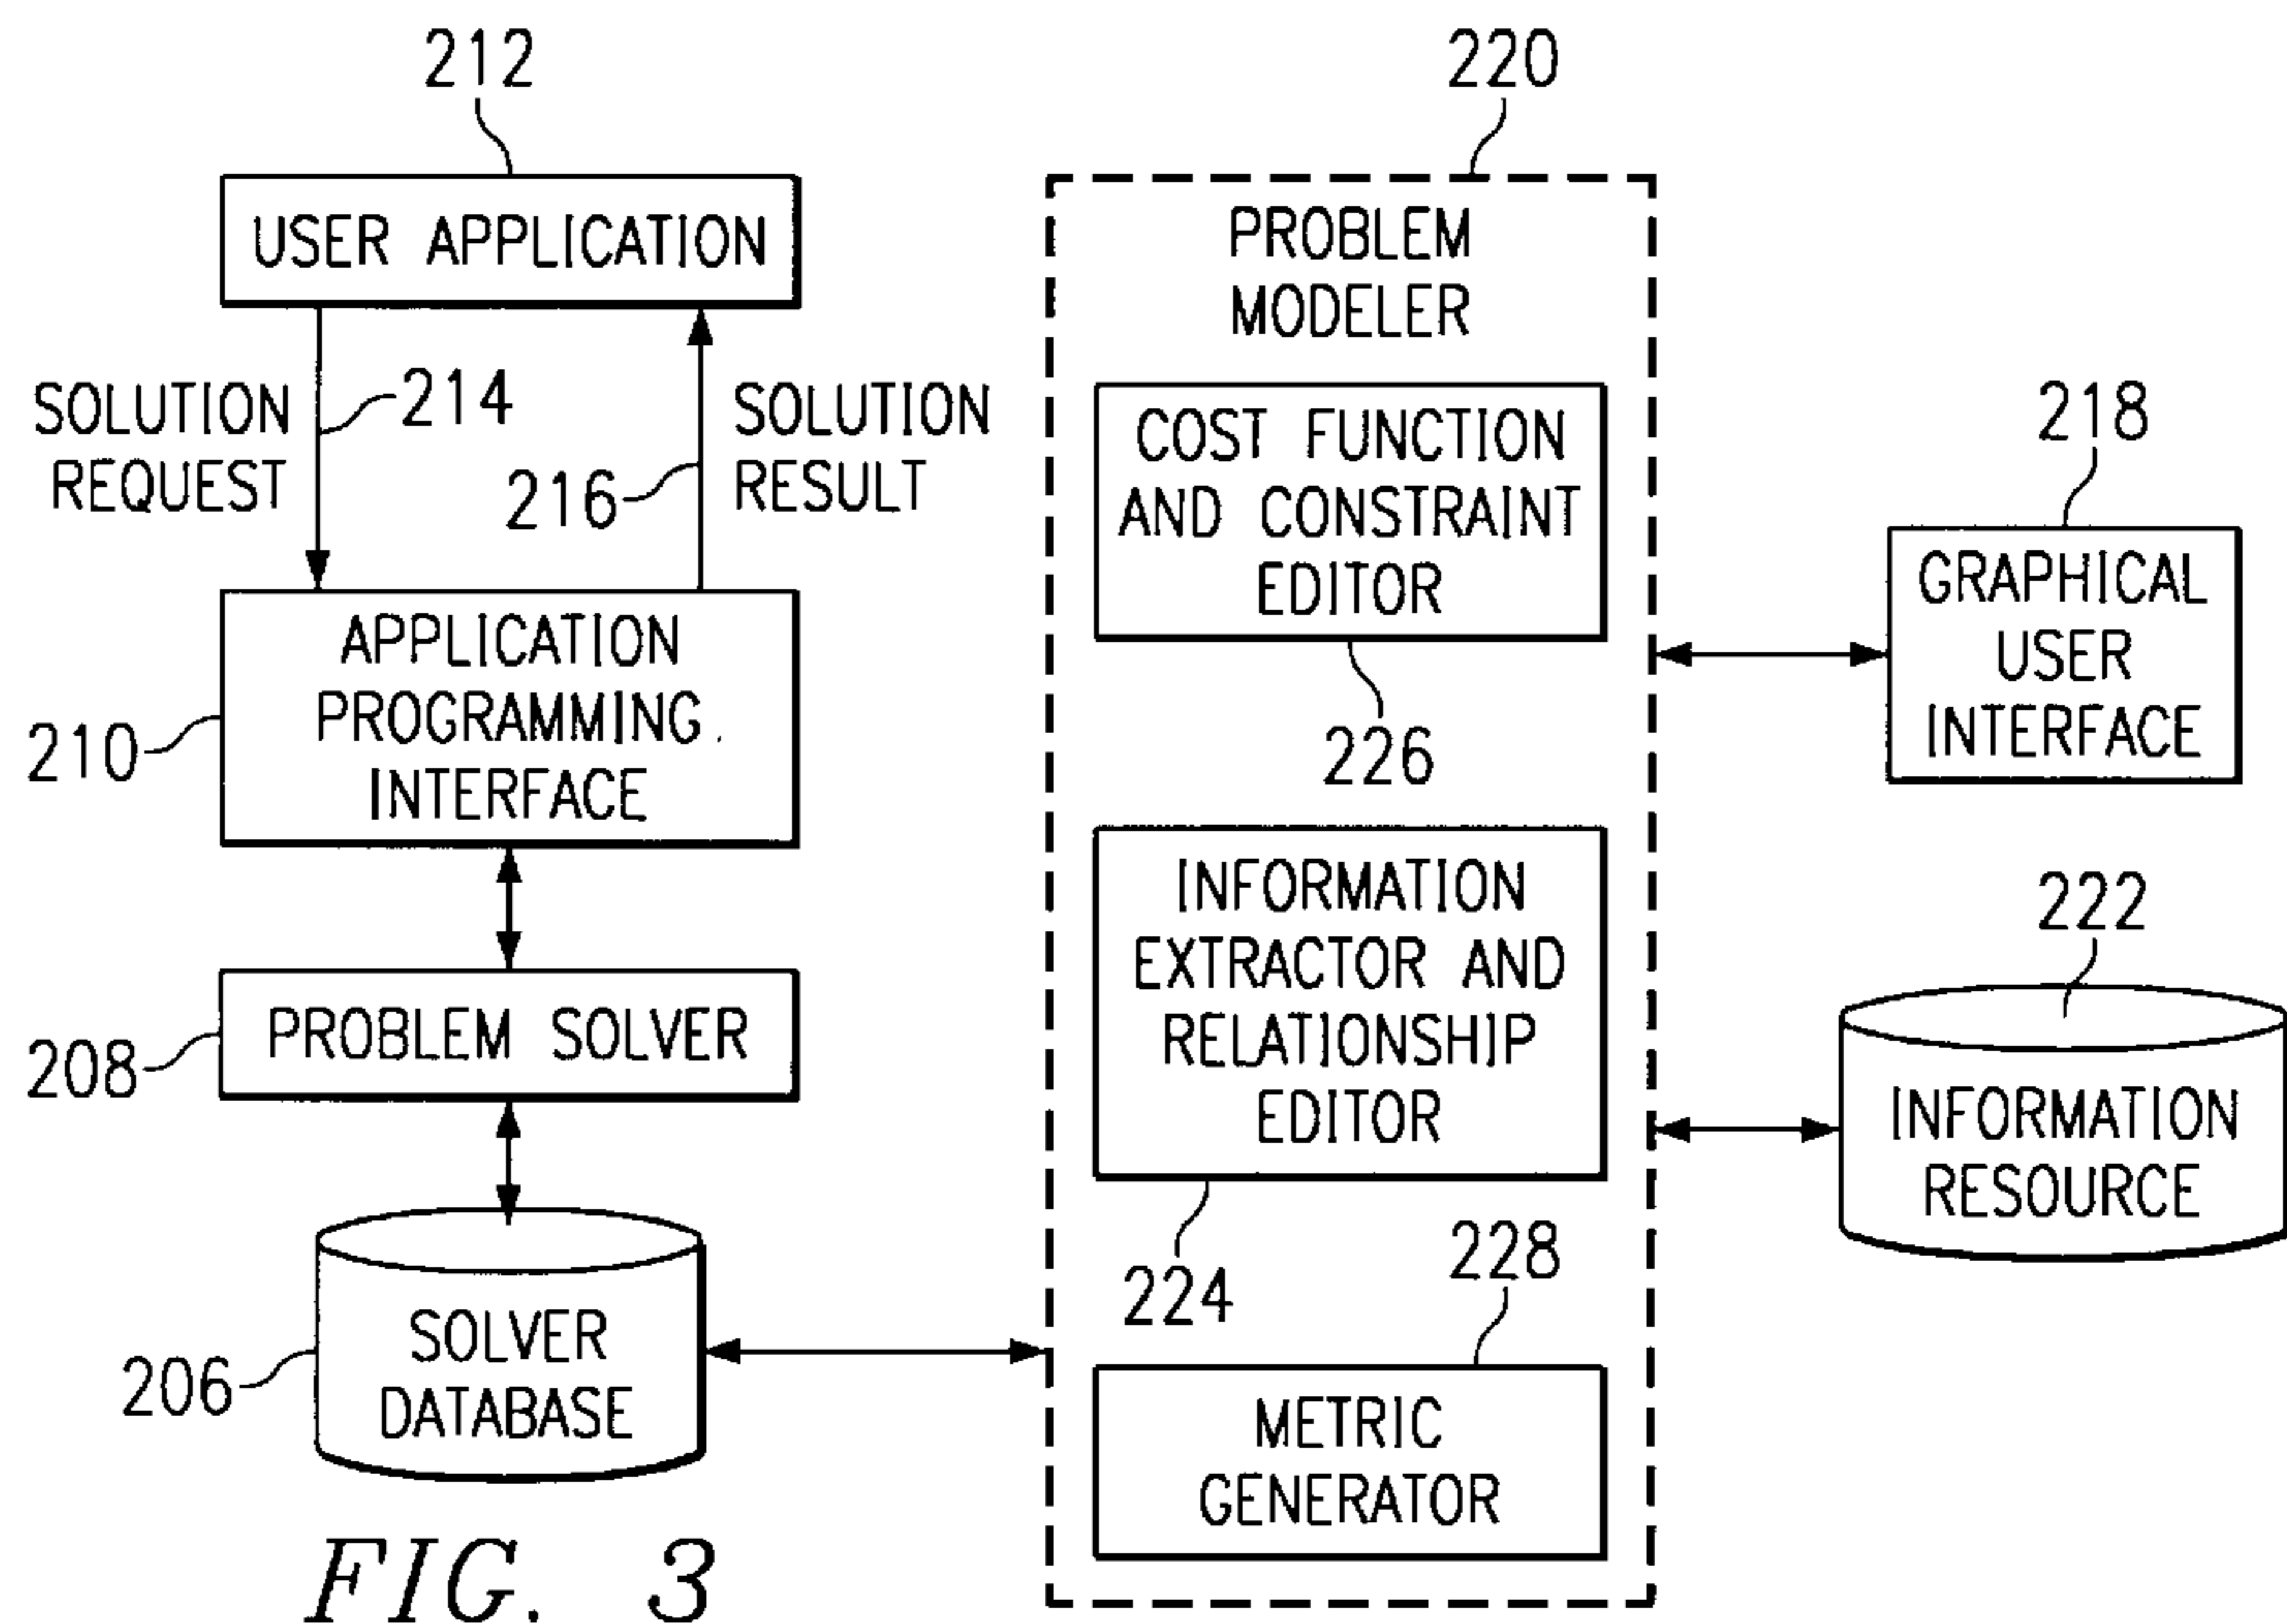 212
USER APPLICATION
SOLUTION
REQUEST
214
216
SOLUTION
RESULT
APPLICATION
PROGRAMMING
INTERFACE
210
PROBLEM SOLVER
208
SOLVER
DATABASE
206
220
PROBLEM
MODELER
COST FUNCTION
AND CONSTRAINT
EDITOR
226
INFORMATION
EXTRACTOR AND
RELATIONSHIP
EDITOR
224
228
METRIC
GENERATOR
218
GRAPHICAL
USER
INTERFACE
222
INFORMATION
RESOURCE
FIG. 3